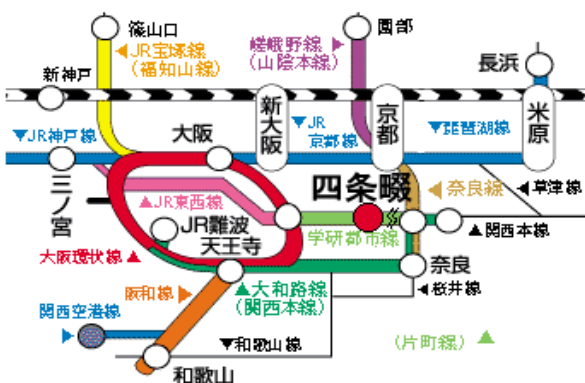 篠山口
◀JR宝塚線
(福知山線)
嵯峨野線▶
(山陰本線)
園部
長浜
新神戸
新大阪
京都
米原
▼JR神戸線
大阪
▼JR
京都線
▼琵琶湖線
三ノ宮
▲JR東西線
四条畷
◀奈良線
◀草津線
JR難波
天王寺
学研都市線
▲関西本線
大阪環状線▲
奈良
阪和線▶
▲大和路線
(関西本線)
◀桜井線
関西空港線
▶
▼和歌山線
(片町線)▲
和歌山